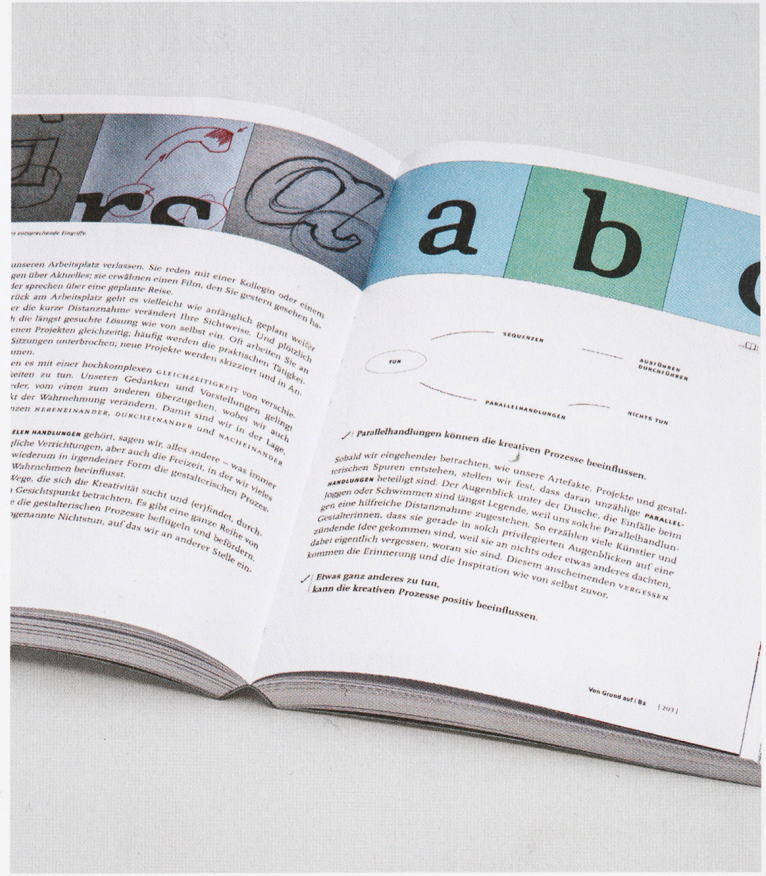 rs
a b c
entsprechende Eingriffe.
unseren Arbeitsplatz verlassen. Sie reden mit einer Kollegin oder einem
gen über Aktuelles; sie erwähnen einen Film, den Sie gestern gesehen ha-
der sprechen über eine geplante Reise.
rück am Arbeitsplatz geht es vielleicht wie anfänglich geplant weiter
er die kurze Distanznahme verändert Ihre Sichtweise. Und plötzlich
ch die längst gesuchte Lösung wie von selbst ein. Oft arbeiten Sie an
enen Projekten gleichzeitig; häufig werden die praktischen Tätigkei-
Sitzungen unterbrochen; neue Projekte werden skizziert und in An-
men.
en es mit einer hochkomplexen GLEICHZEITIGKEIT von verschie-
beiten zu tun. Unseren Gedanken und Vorstellungen gelingt
eder, vom einen zum anderen überzugehen, wobei wir auch
kt der Wahrnehmung verändern. Damit sind wir in der Lage,
nzen NEBENEINANDER, DURCHEINANDER und NACHEINANDER
ELEN HANDLUNGEN gehört, sagen wir, alles andere – was immer
gliche Verrichtungen, aber auch die Freizeit, in der wir vieles
wiederum in irgendeiner Form die gestalterischen Prozes-
Wahrnehmen beeinflusst.
Wege, die sich die Kreativität sucht und (er)findet, durch-
n Gesichtspunkt betrachten. Es gibt eine ganze Reihe von
e die gestalterischen Prozesse beflügeln und befördern.
ogenannte Nichtstun, auf das wir an anderer Stelle ein-
SEQUENZEN
AUSFÜHREN
DURCHFÜHREN
TUN
PARALLELHANDLUNGEN
NICHTS TUN
Parallelhandlungen können die kreativen Prozesse beeinflussen.
Sobald wir eingehender betrachten, wie unsere Artefakte, Projekte und gestal-
terischen Spuren entstehen, stellen wir fest, dass daran unzählige PARALLEL-
HANDLUNGEN beteiligt sind. Der Augenblick unter der Dusche, die Einfälle beim
Joggen oder Schwimmen sind längst Legende, weil uns solche Parallelhandlun-
gen eine hilfreiche Distanznahme zugestehen. So erzählen viele Künstler und
Gestalterinnen, dass sie gerade in solch privilegierten Augenblicken auf eine
zündende Idee gekommen sind, weil sie an nichts oder etwas anderes dachten,
dabei eigentlich vergessen, woran sie sind. Diesem anscheinenden VERGESSEN
kommen die Erinnerung und die Inspiration wie von selbst zuvor.
Etwas ganz anderes zu tun,
kann die kreativen Prozesse positiv beeinflussen.
Von Grund auf | B2 | 203 |